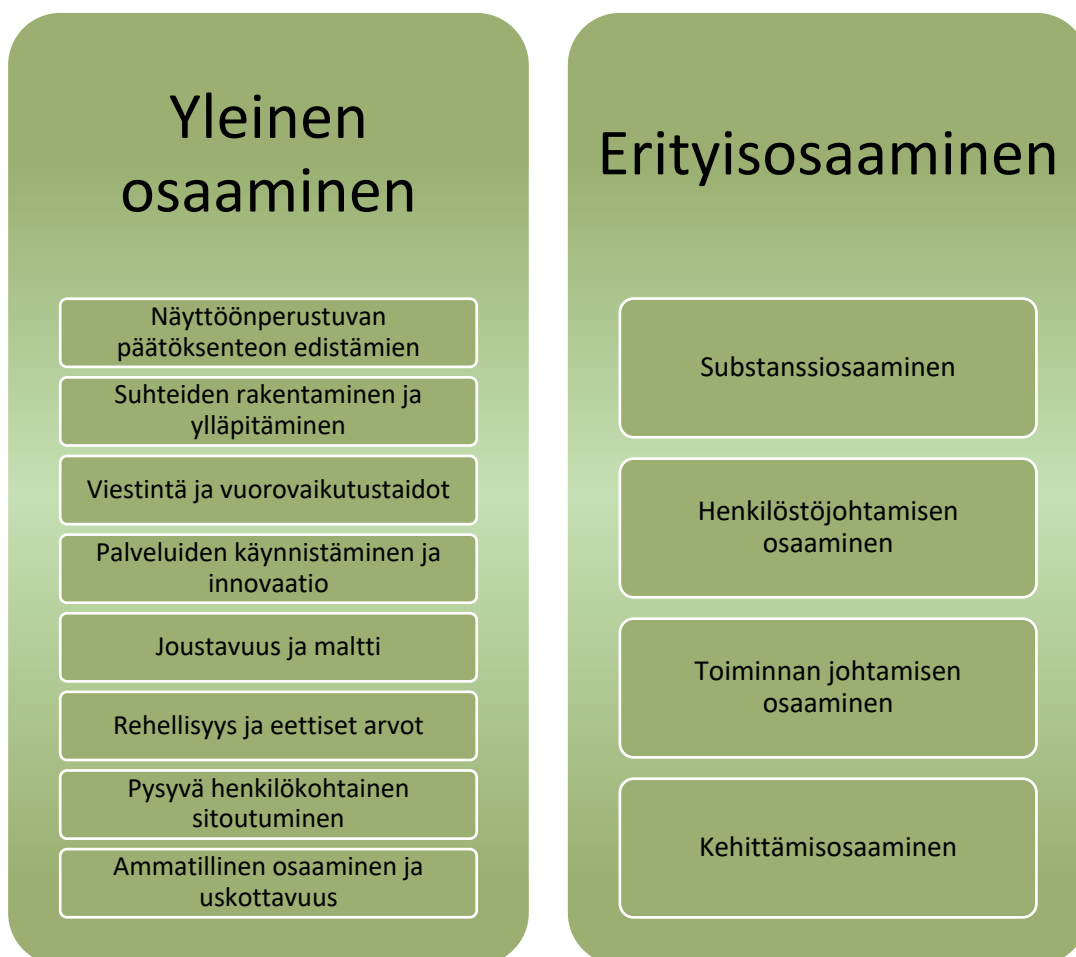 Yleinen
osaaminen
Näyttöönperustuvan
päätöksenteon edistämien
Suhteiden rakentaminen ja
ylläpitäminen
Viestintä ja vuorovaikutustaidot
Palveluiden käynnistäminen ja
innovaatio
Joustavuus ja maltti
Rehellisyys ja eettiset arvot
Pysyvä henkilökohtainen
sitoutuminen
Ammatillinen osaaminen ja
uskottavuus
Erityisosaaminen
Substanssiosaaminen
Henkilöstöjohtamisen
osaaminen
Toiminnan johtamisen
osaaminen
Kehittämisosaaminen